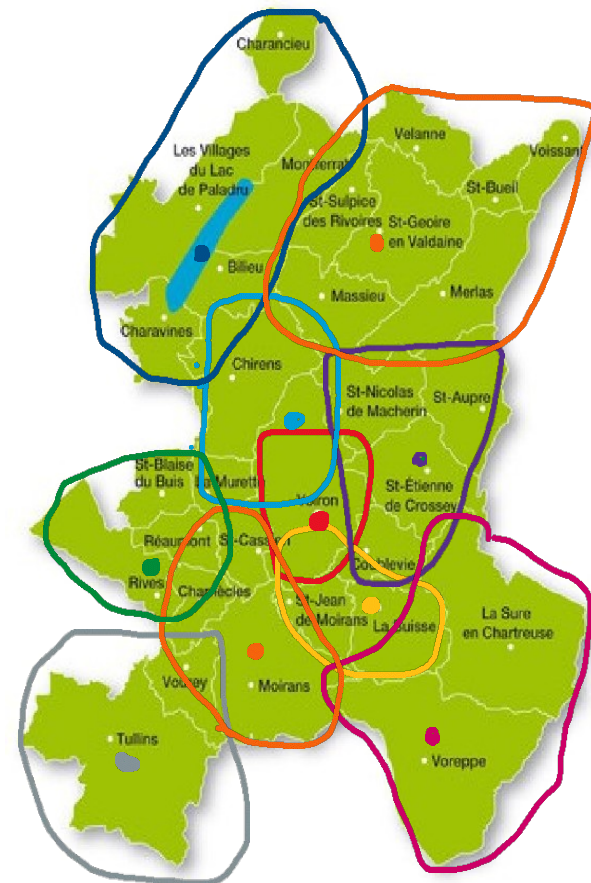 Charancieu
Velanne
Voissant
Les Villages
du Lac
de Paladru
Montferrat
St-Bueil
St-Sulpice
des Rivoires
St-Geoire
en Valdaine
Bilieu
Massieu
Merlas
Charavines
Chirens
St-Nicolas
de Macherin
St-Aupre
St-Blaise
du Buis
La Murette
Voiron
St-Étienne
de Crossey
Réaumont
St-Cassien
Coublevie
Rives
Charnècles
St-Jean
de Moirans
La Buisse
La Sure
en Chartreuse
Vourey
Moirans
Tullins
Voreppe